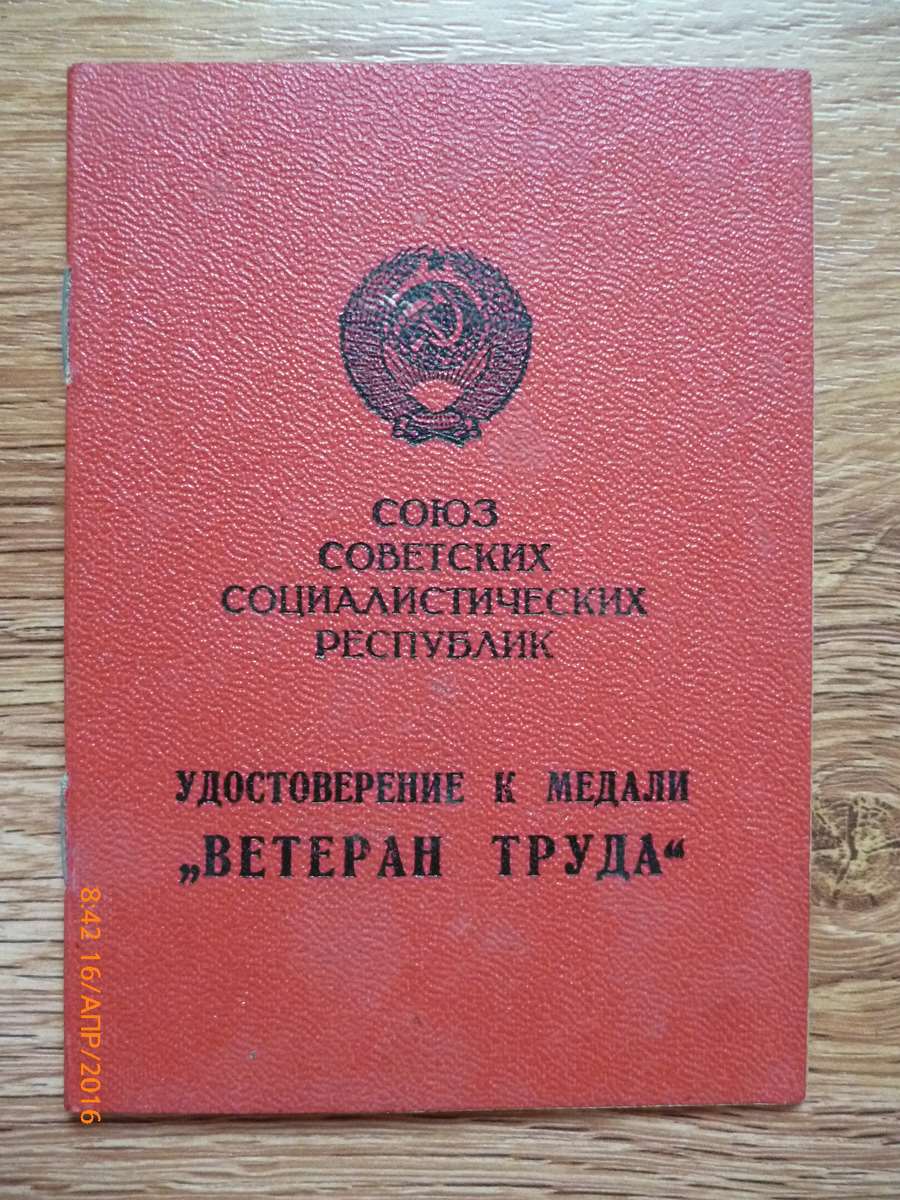 СОЮЗ
СОВЕТСКИХ
СОЦИАЛИСТИЧЕСКИХ
РЕСПУБЛИК
УДОСТОВЕРЕНИЕ К МЕДАЛИ
„ВЕТЕРАН ТРУДА“
8:42 16/АПР/2016